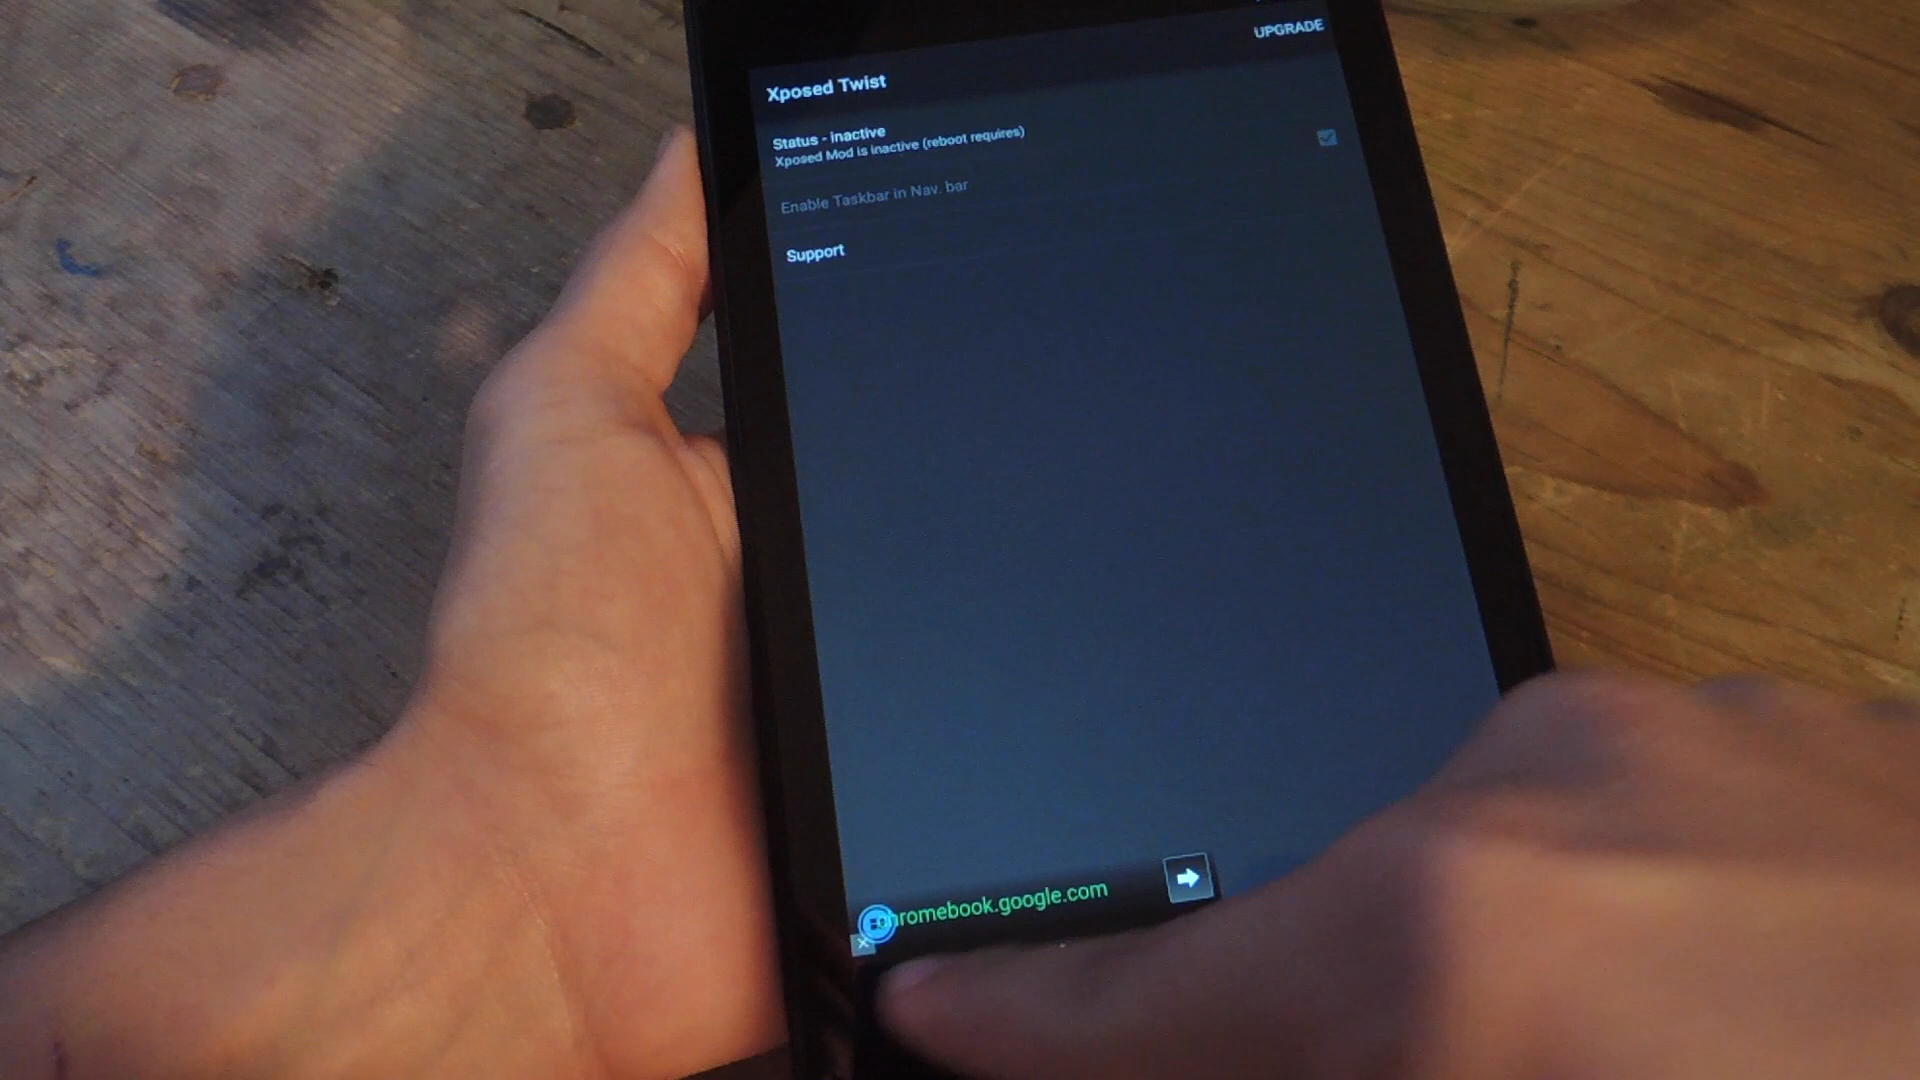 UPGRADE
Xposed Twist
Status - inactive
Xposed Mod is inactive (reboot requires)
Enable Taskbar in Nav. bar
Support
chromebook.google.com